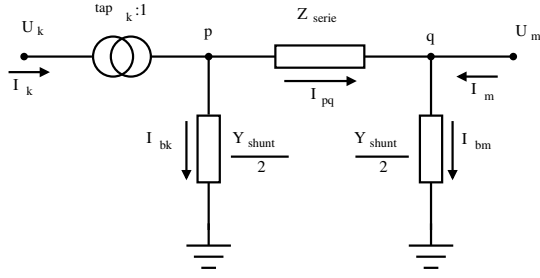 tap k:1
Z serie
U k
p
q
U m
I k
I pq
I m
I bk
Y shunt
2
Y shunt
2
I bm